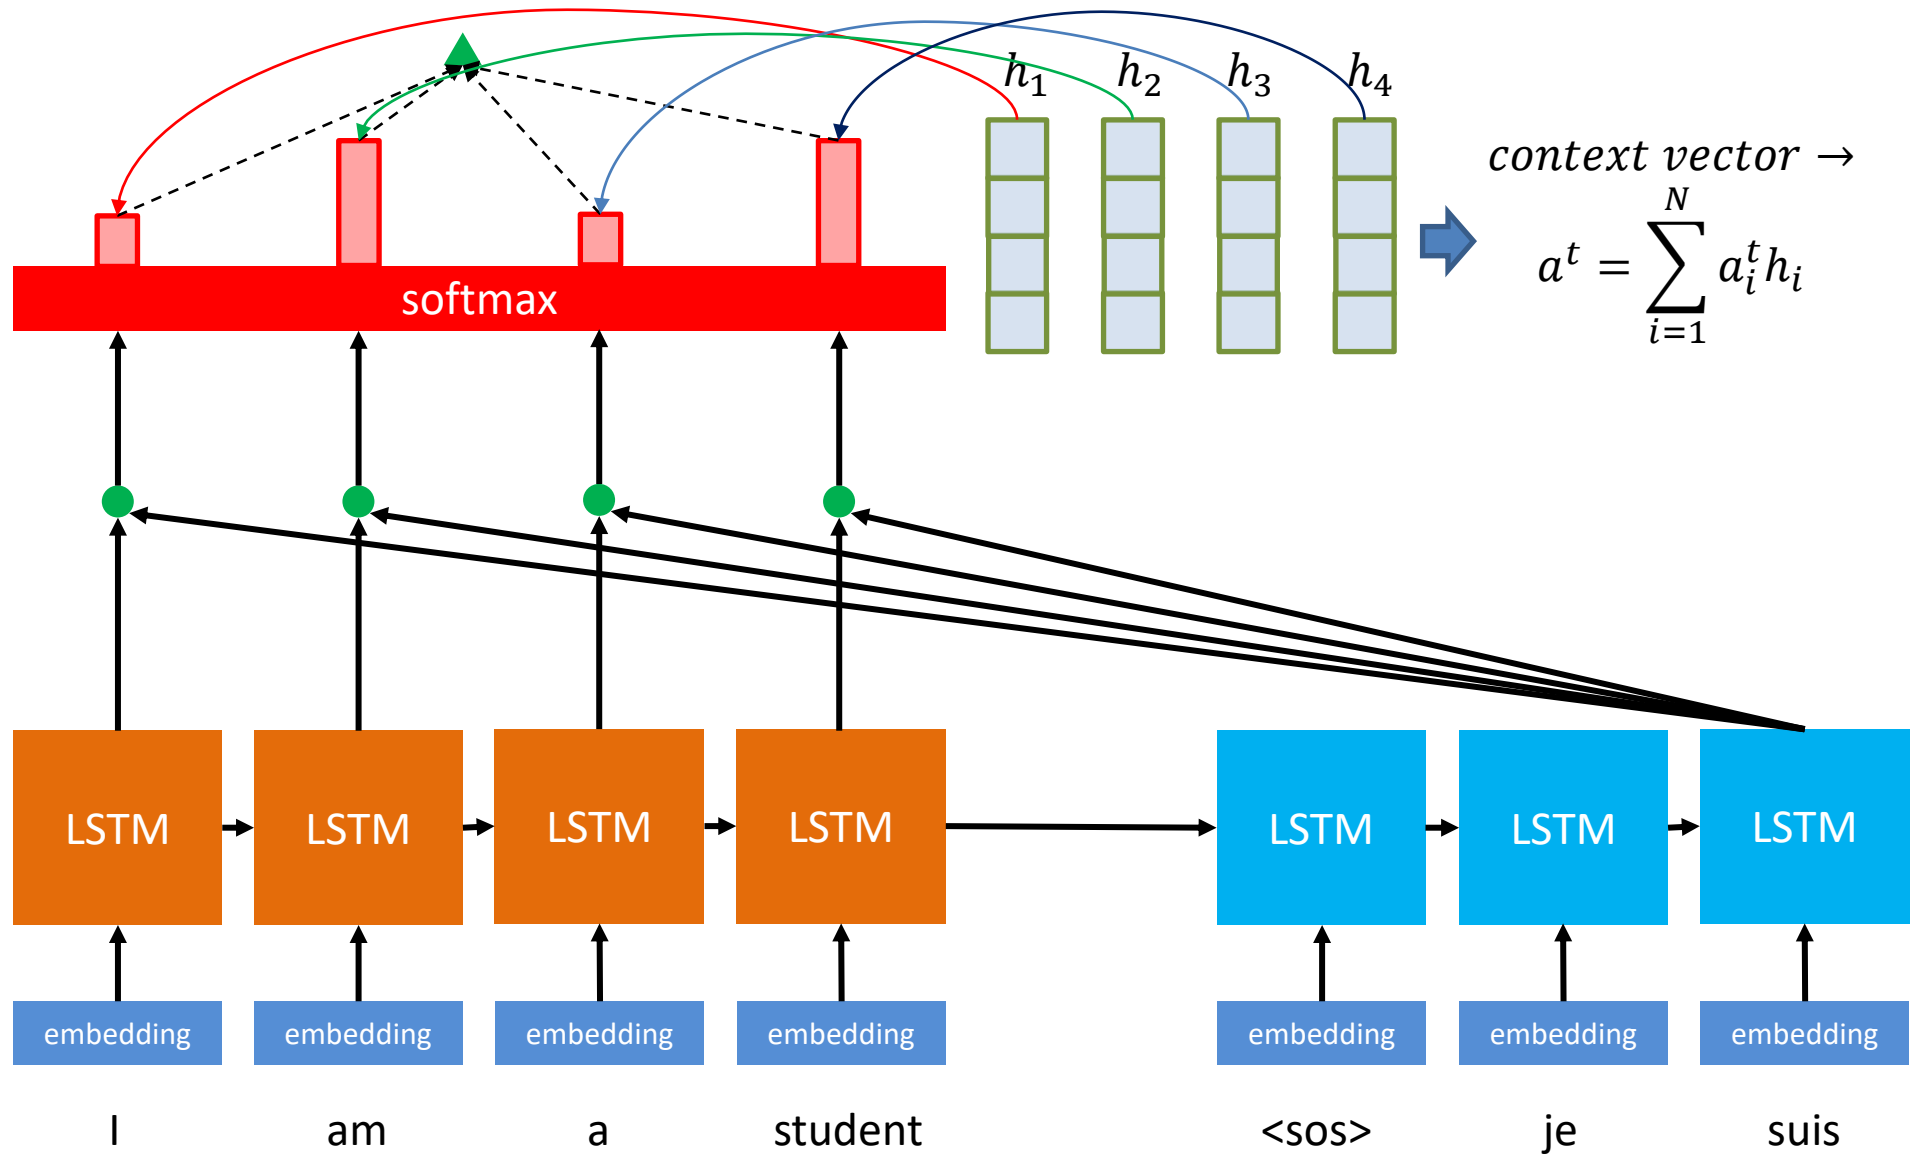 h₁ h₂ h₃ h₄
context vector →
aᵗ = ∑_{i=1}^{N} a_i^t h_i
softmax
LSTM LSTM LSTM LSTM LSTM LSTM LSTM
embedding embedding embedding embedding embedding embedding embedding
I am a student <sos> je suis